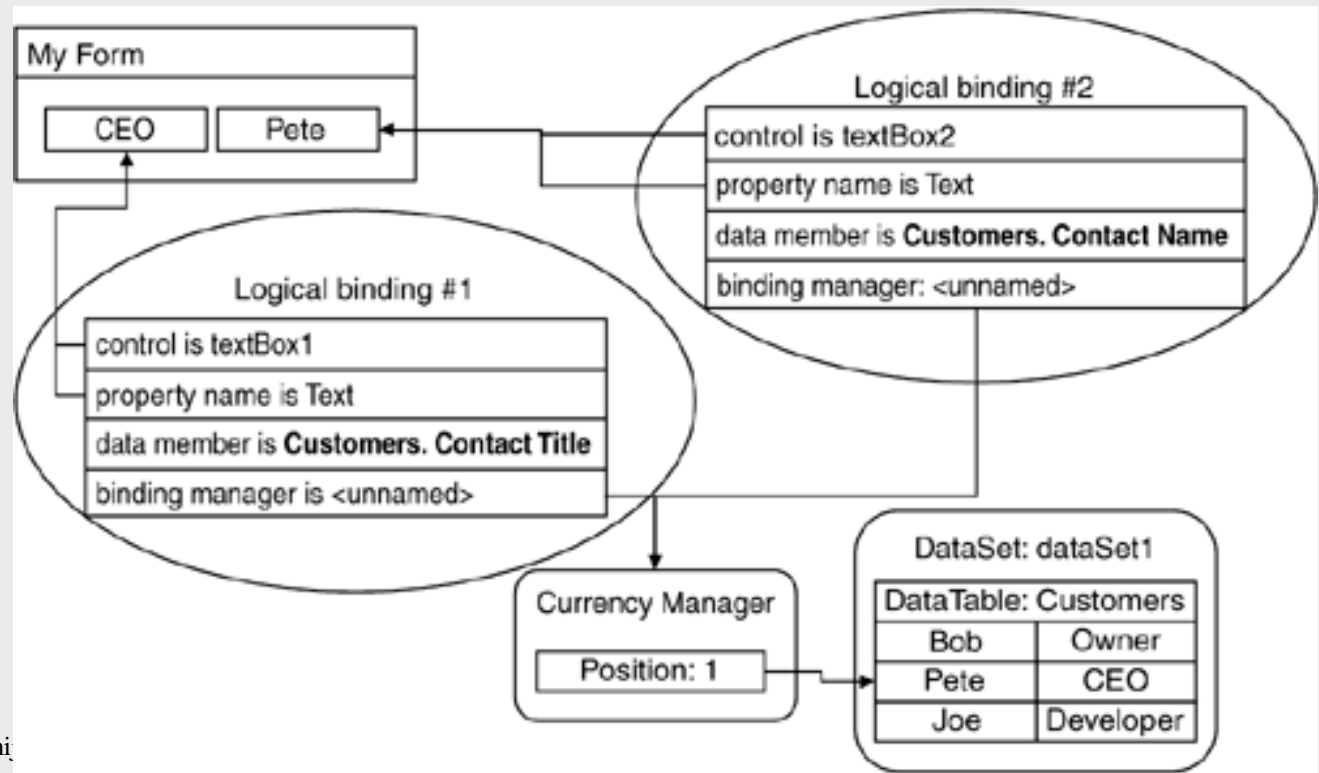 My Form
CEO
Pete
Logical binding #2
control is textBox2
property name is Text
data member is Customers. Contact Name
binding manager: <unnamed>
Logical binding #1
control is textBox1
property name is Text
data member is Customers. Contact Title
binding manager is <unnamed>
Currency Manager
Position: 1
DataSet: dataSet1
DataTable: Customers
Bob Owner
Pete CEO
Joe Developer